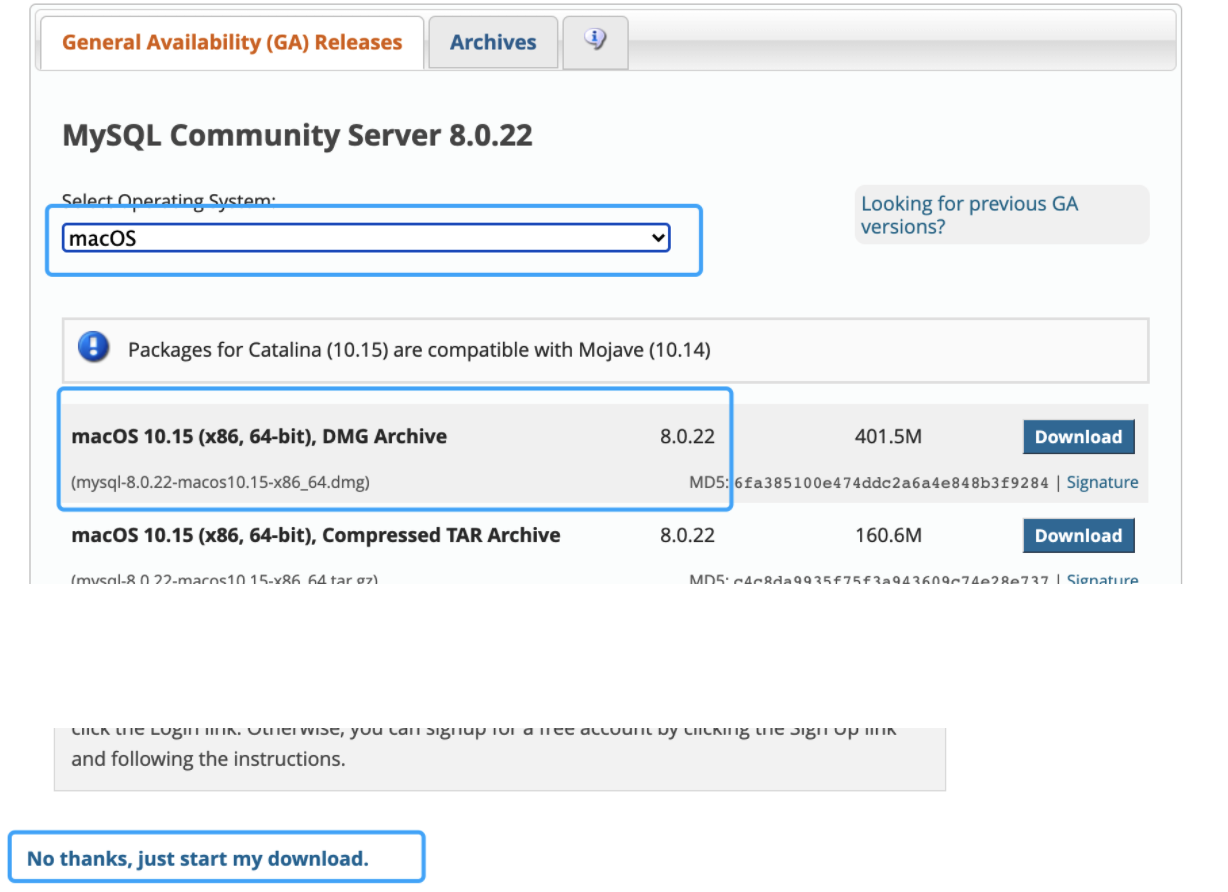 General Availability (GA) Releases
Archives
MySQL Community Server 8.0.22
Select Operating System:
Looking for previous GA
versions?
macOS
Packages for Catalina (10.15) are compatible with Mojave (10.14)
macOS 10.15 (x86, 64-bit), DMG Archive 8.0.22 401.5M Download
(mysql-8.0.22-macos10.15-x86_64.dmg) MD5: 6fa385100e474ddc2a6a4e848b3f9284 | Signature
macOS 10.15 (x86, 64-bit), Compressed TAR Archive 8.0.22 160.6M Download
(mysql-8.0.22-macos10.15-x86_64.tar.gz) MD5: c4c8da9935f75f3a943609c74e28e737 | Signature
click the Login link. Otherwise, you can signup for a free account by clicking the Sign Up link
and following the instructions.
No thanks, just start my download.